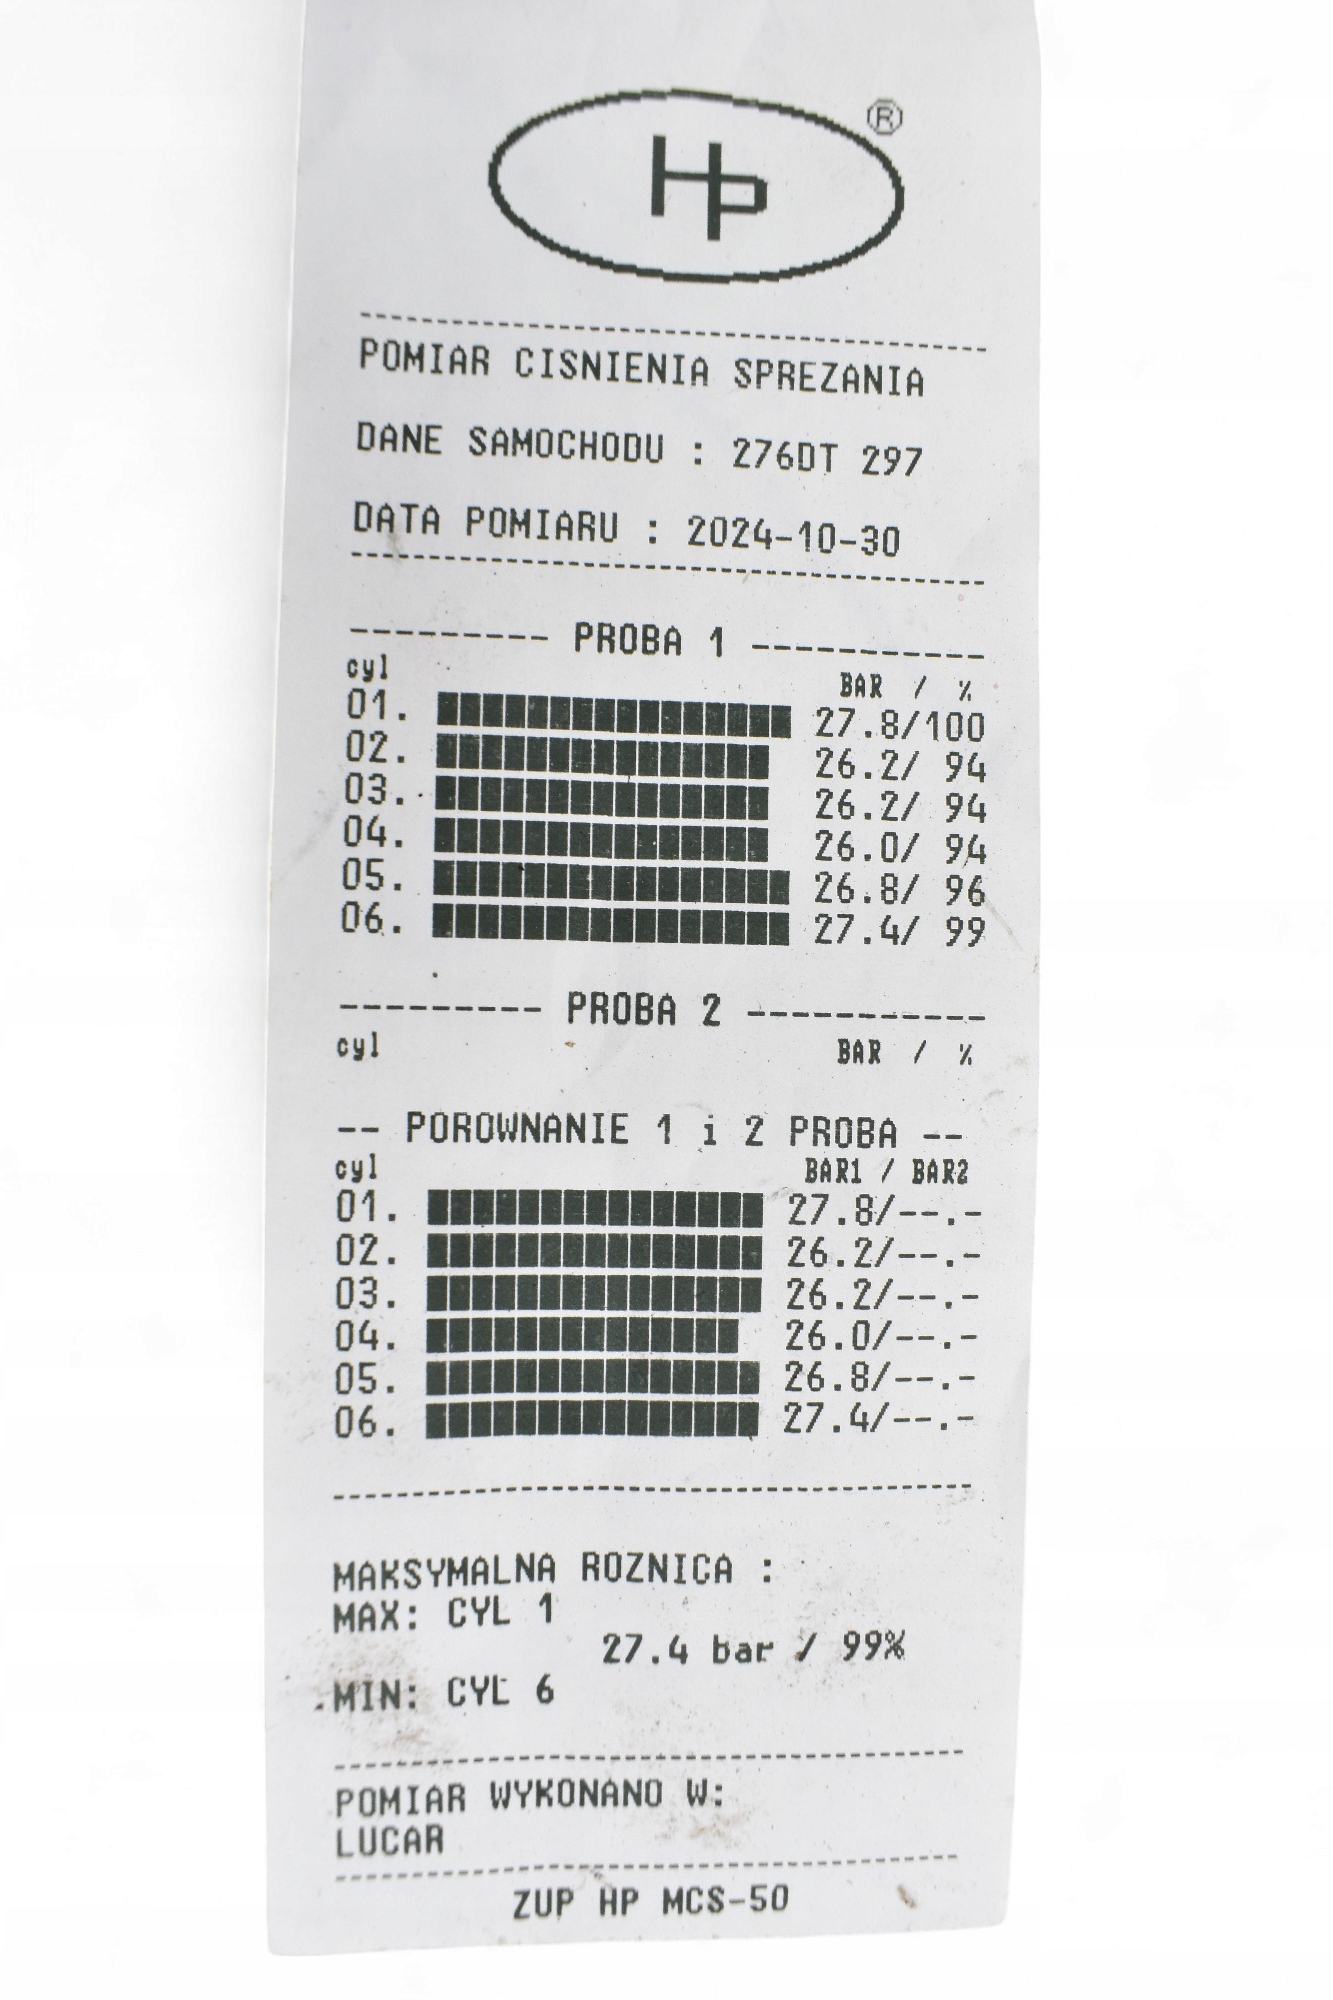 HP ®
POMIAR CISNIENIA SPREZANIA
DANE SAMOCHODU : 276DT 297
DATA POMIARU : 2024-10-30
--------- PROBA 1 -----------
cyl BAR / %
01. 27.8/100
02. 26.2/ 94
03. 26.2/ 94
04. 26.0/ 94
05. 26.8/ 96
06. 27.4/ 99
--------- PROBA 2 -----------
cyl BAR / %
-- POROWNANIE 1 i 2 PROBA --
cyl BAR1 / BAR2
01. 27.8/--.-
02. 26.2/--.-
03. 26.2/--.-
04. 26.0/--.-
05. 26.8/--.-
06. 27.4/--.-
MAKSYMALNA ROZNICA :
MAX: CYL 1
27.4 bar / 99%
MIN: CYL 6
POMIAR WYKONANO W:
LUCAR
ZUP HP MCS-50